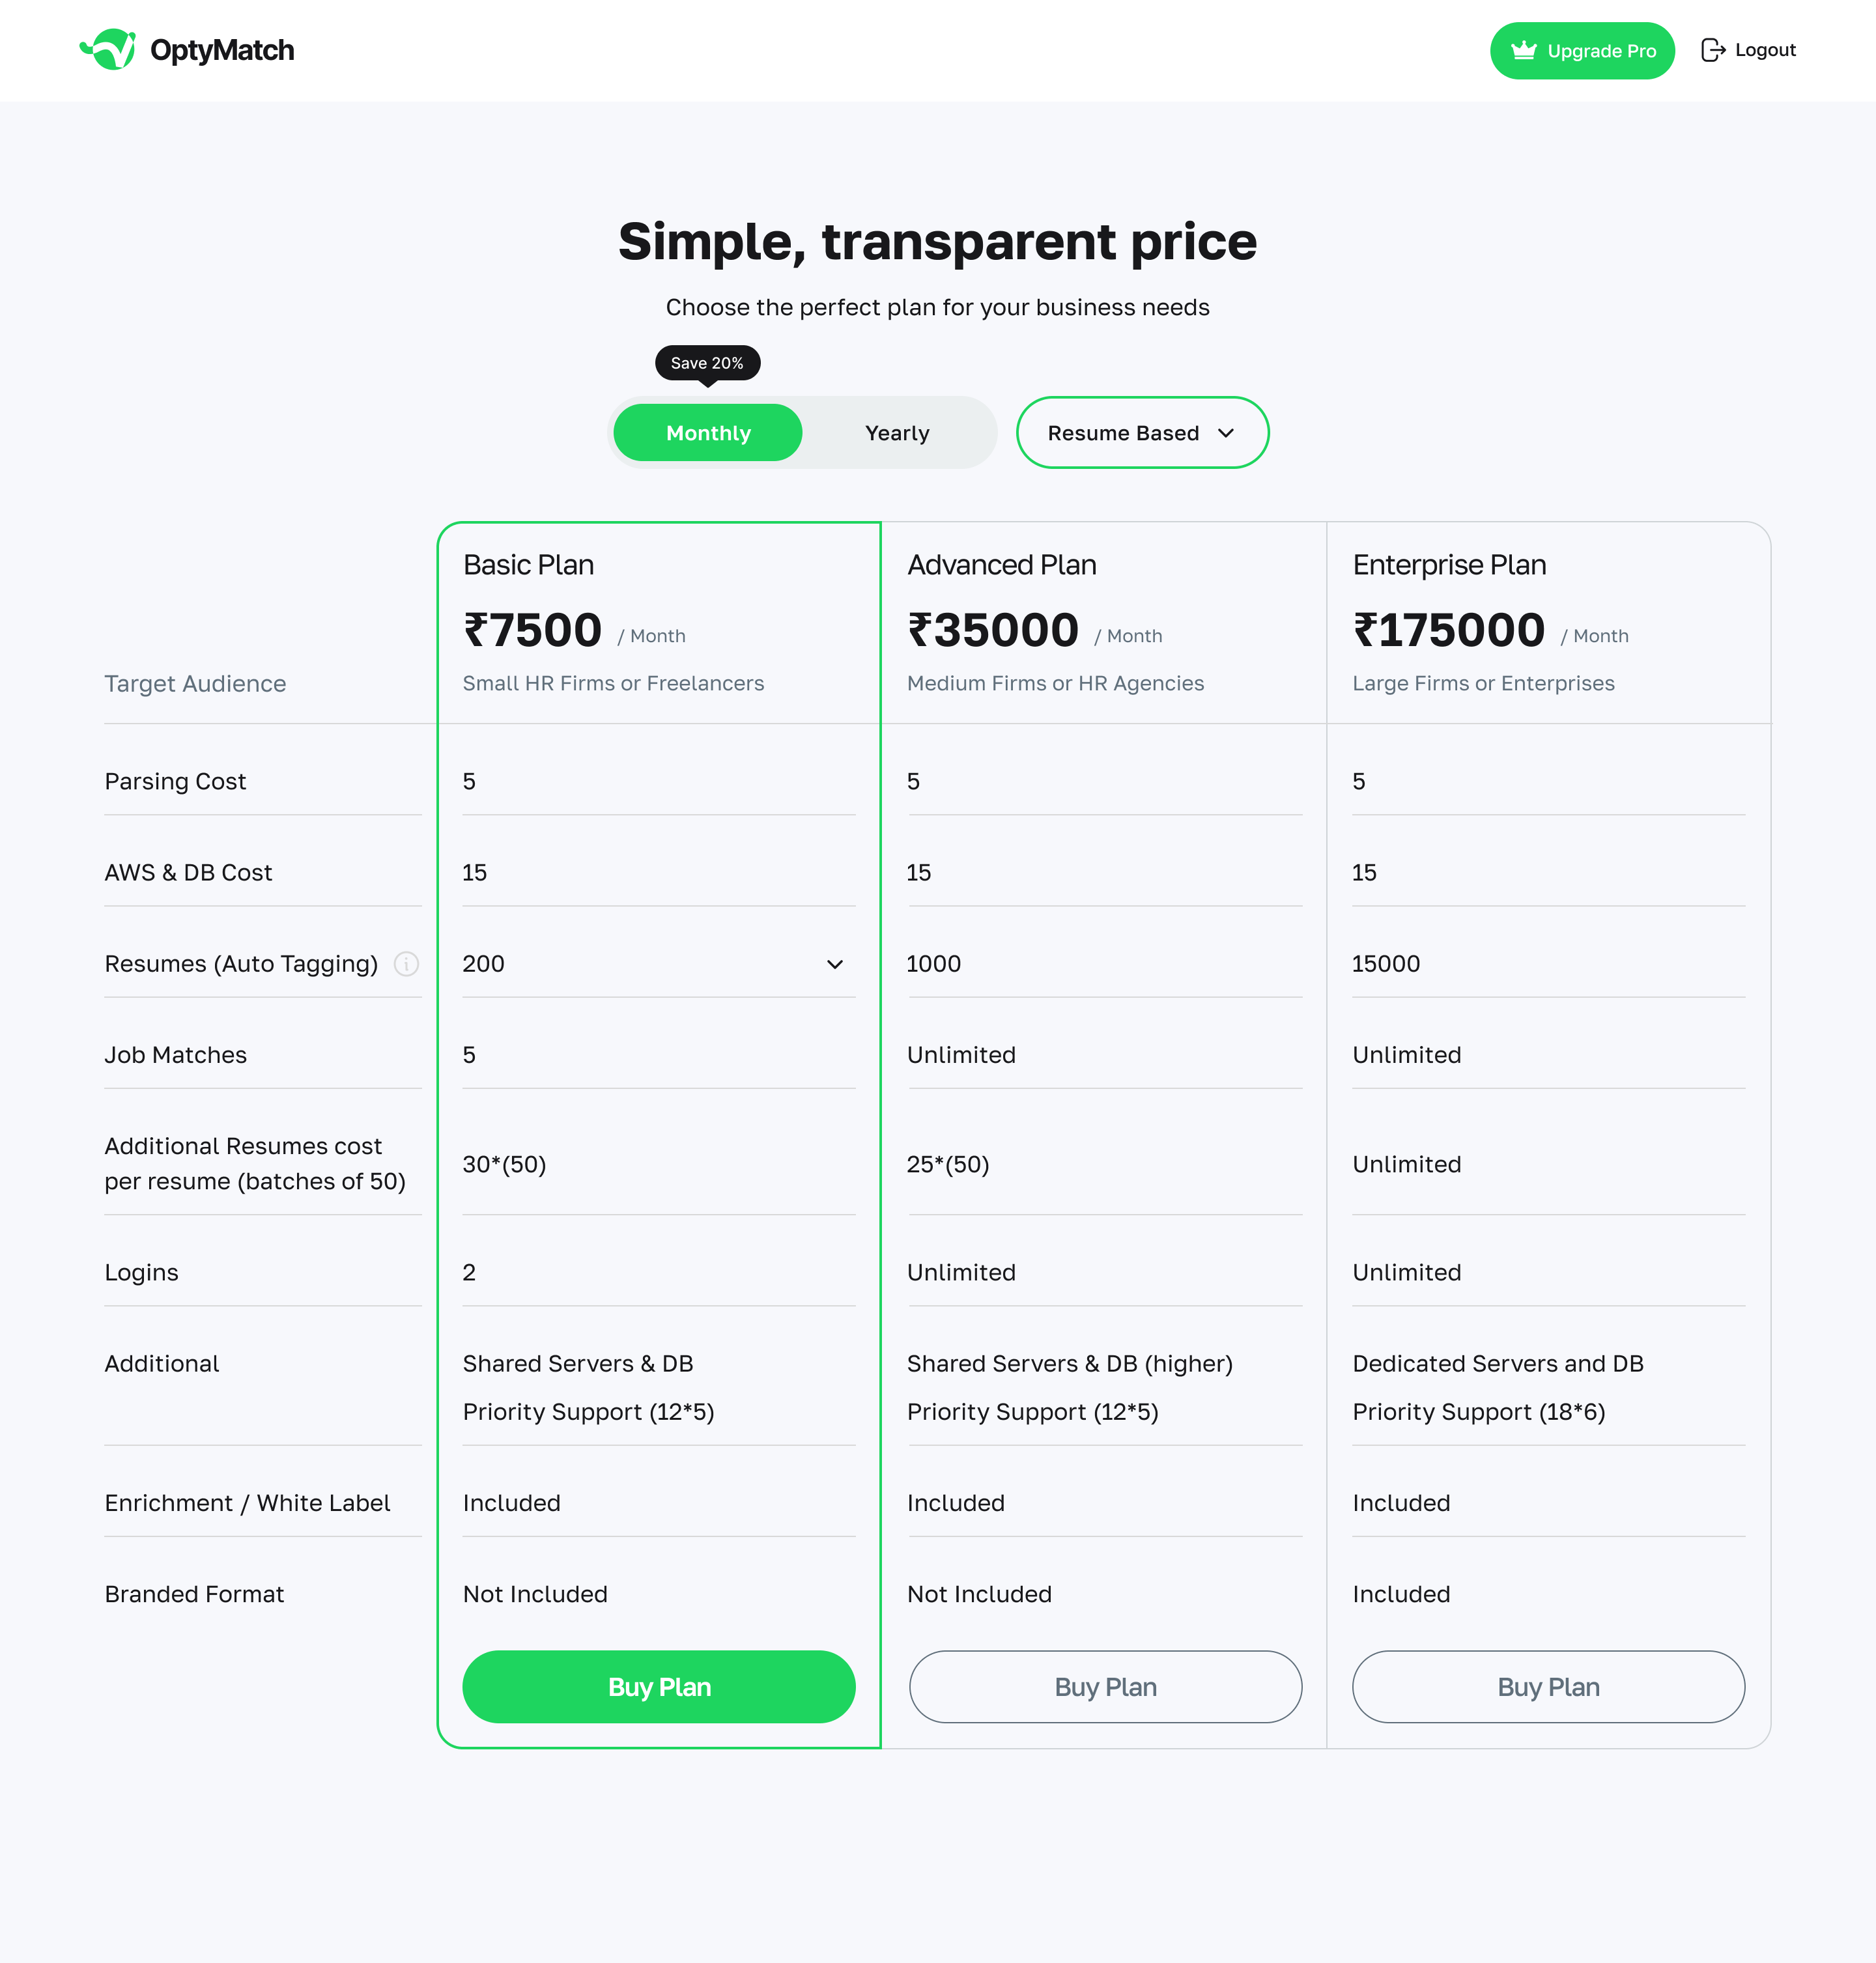 OptyMatch
Upgrade Pro
Logout
Simple, transparent price
Choose the perfect plan for your business needs
Save 20%
Monthly
Yearly
Resume Based
Basic Plan
Advanced Plan
Enterprise Plan
₹7500 / Month
₹35000 / Month
₹175000 / Month
Target Audience
Small HR Firms or Freelancers
Medium Firms or HR Agencies
Large Firms or Enterprises
Parsing Cost
5
5
5
AWS & DB Cost
15
15
15
Resumes (Auto Tagging)
200
1000
15000
Job Matches
5
Unlimited
Unlimited
Additional Resumes cost
per resume (batches of 50)
30*(50)
25*(50)
Unlimited
Logins
2
Unlimited
Unlimited
Additional
Shared Servers & DB
Priority Support (12*5)
Shared Servers & DB (higher)
Priority Support (12*5)
Dedicated Servers and DB
Priority Support (18*6)
Enrichment / White Label
Included
Included
Included
Branded Format
Not Included
Not Included
Included
Buy Plan
Buy Plan
Buy Plan